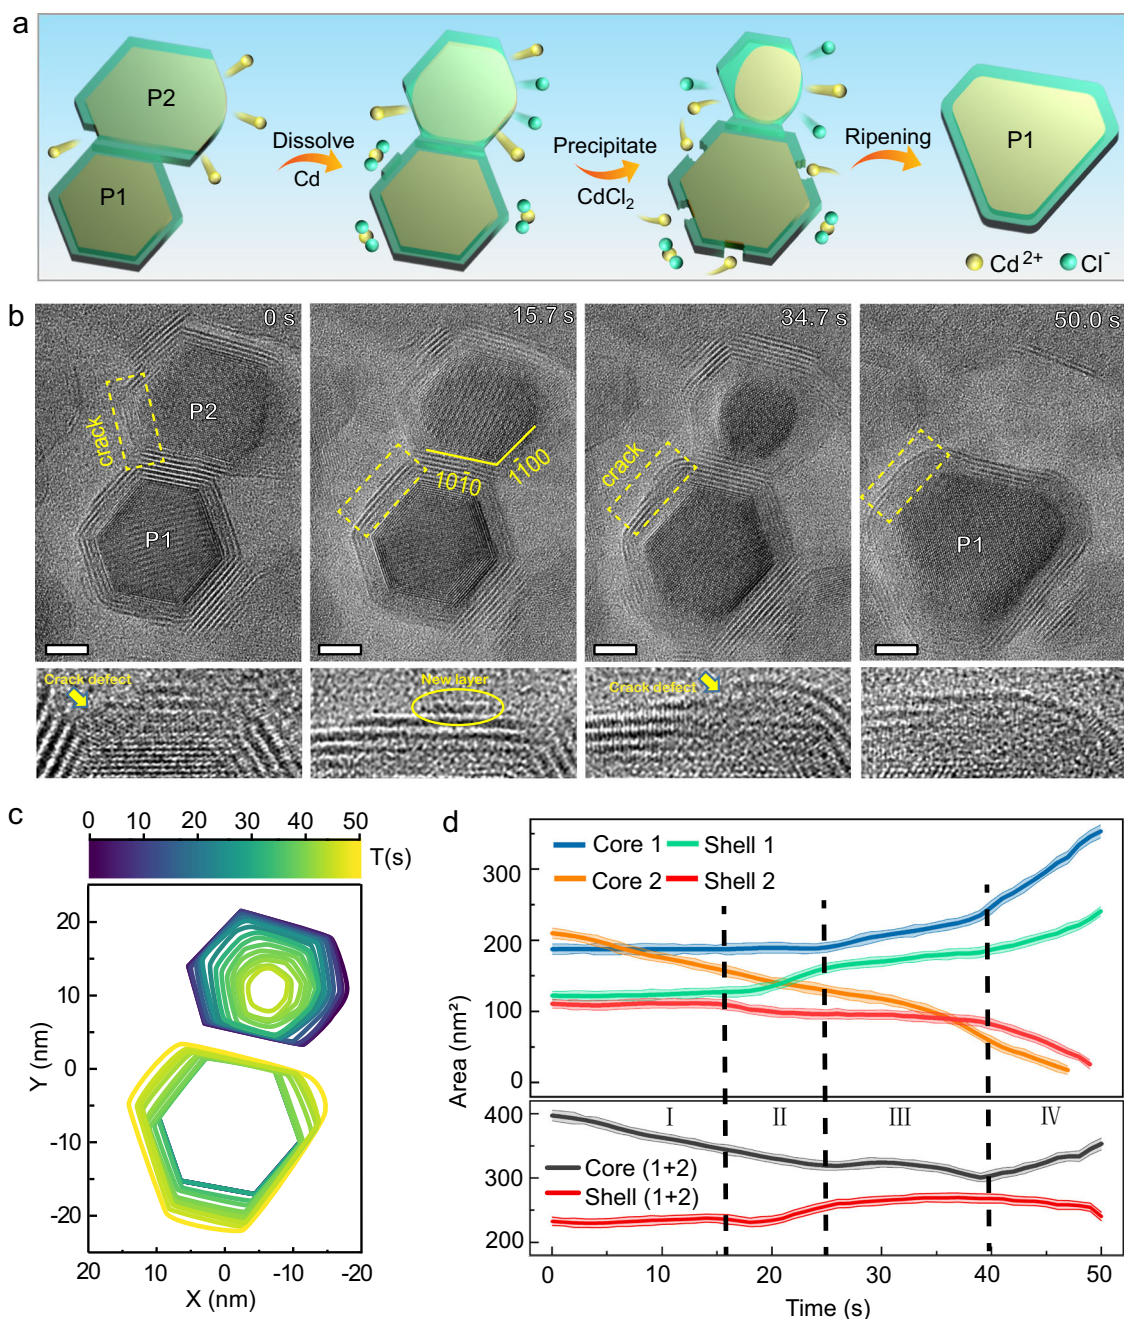 a
P2
P1
Dissolve
Cd
Precipitate
CdCl₂
Ripening
P1
Cd²⁺ Cl⁻
b
0 s
crack
P2
P1
15.7 s
101̄0
11̄00
34.7 s
crack
50.0 s
P1
Crack defect
New layer
Crack defect
c
0 10 20 30 40 50
T(s)
20
10
0
-10
-20
Y (nm)
20 10 0 -10 -20
X (nm)
d
Core 1 Shell 1
Core 2 Shell 2
300
200
100
0
Area (nm²)
400
300
200
I II III IV
Core (1+2)
Shell (1+2)
0 10 20 30 40 50
Time (s)